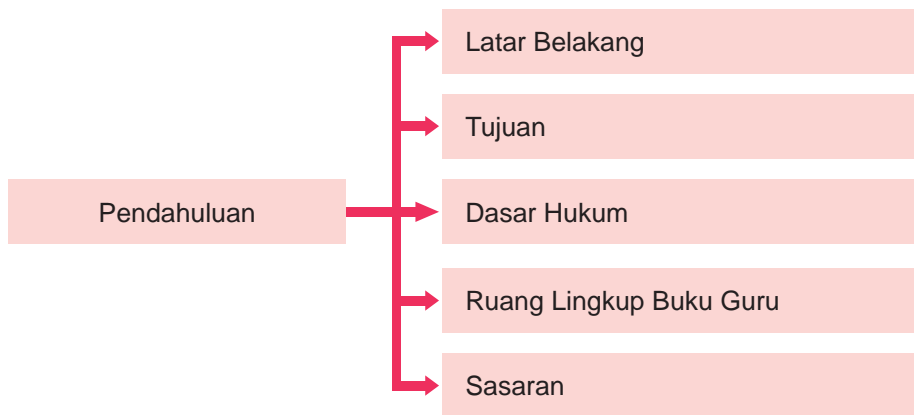 Pendahuluan
Latar Belakang
Tujuan
Dasar Hukum
Ruang Lingkup Buku Guru
Sasaran